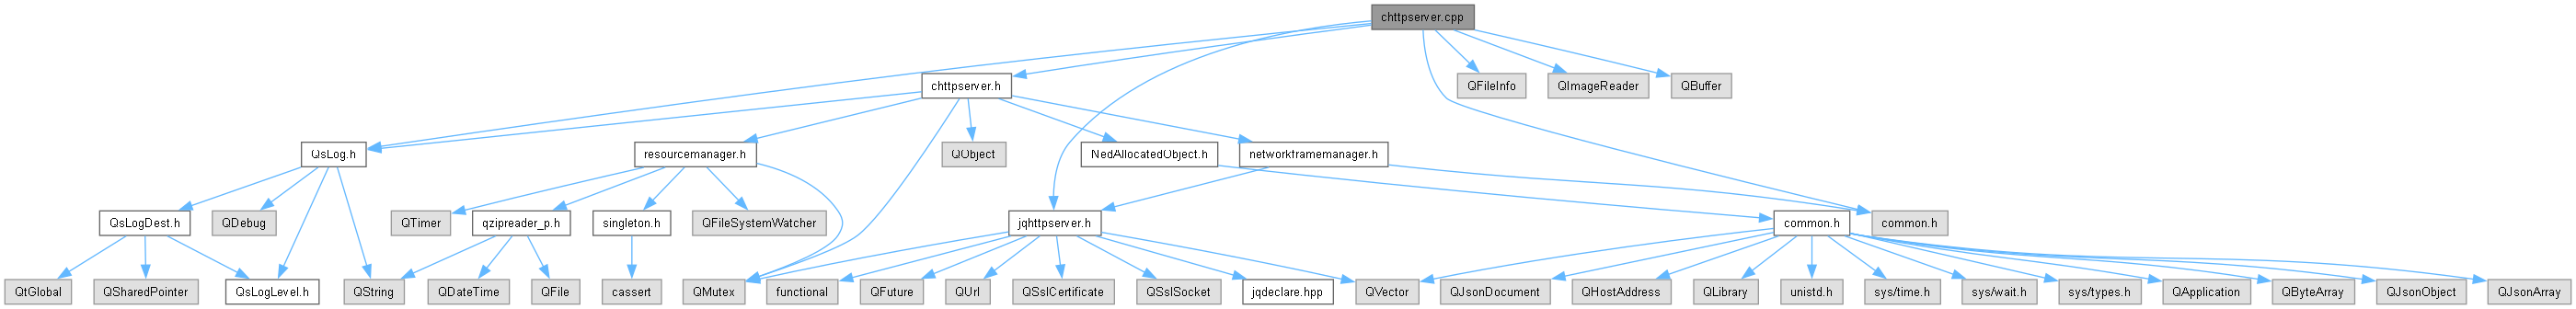 chttpserver.cpp
chttpserver.h
QFileInfo
QImageReader
QBuffer
QsLog.h
resourcemanager.h
QObject
NedAllocatedObject.h
networkframemanager.h
QsLogDest.h
QDebug
QTimer
qzipreader_p.h
singleton.h
QFileSystemWatcher
jqhttpserver.h
common.h
common.h
QtGlobal
QSharedPointer
QsLogLevel.h
QString
QDateTime
QFile
cassert
QMutex
functional
QFuture
QUrl
QSslCertificate
QSslSocket
jqdeclare.hpp
QVector
QJsonDocument
QHostAddress
QLibrary
unistd.h
sys/time.h
sys/wait.h
sys/types.h
QApplication
QByteArray
QJsonObject
QJsonArray